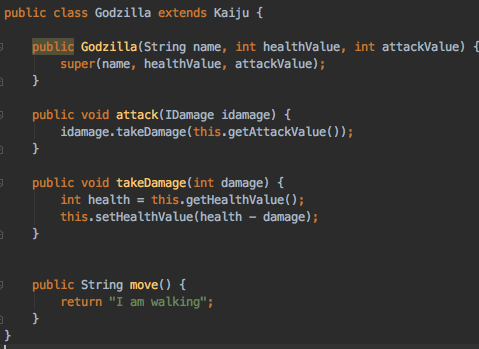 public class Godzilla extends Kaiju {
public Godzilla(String name, int healthValue, int attackValue) {
super(name, healthValue, attackValue);
}
public void attack(IDamage idamage) {
idamage.takeDamage(this.getAttackValue());
}
public void takeDamage(int damage) {
int health = this.getHealthValue();
this.setHealthValue(health - damage);
}
public String move() {
return "I am walking";
}
}